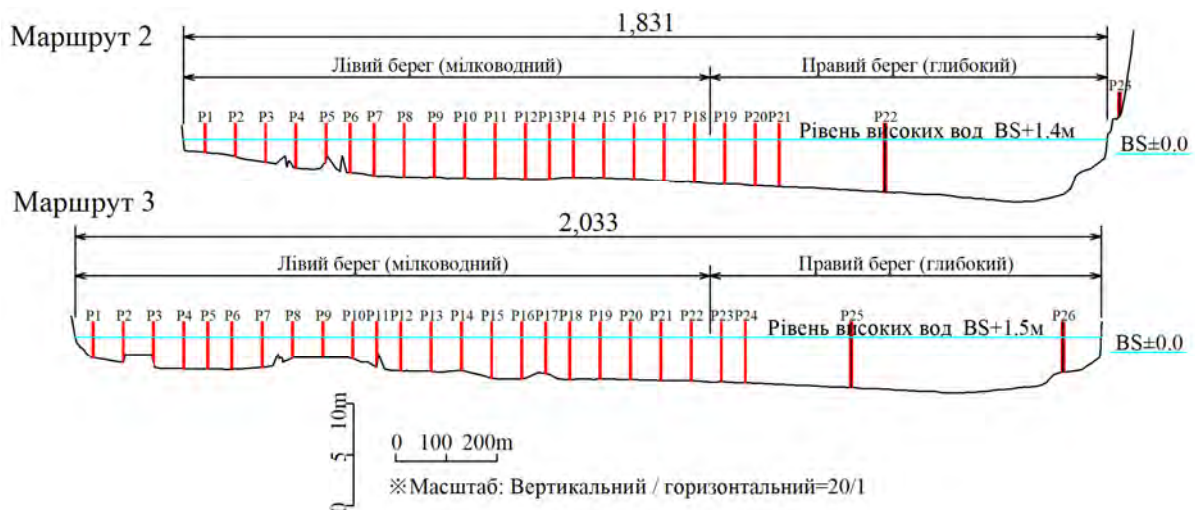 Маршрут 2
1,831
Лівий берег (мілководний)
Правий берег (глибокий)
P1 P2 P3 P4 P5 P6 P7 P8 P9 P10 P11 P12 P13 P14 P15 P16 P17 P18 P19 P20 P21 P22
Рівень високих вод BS+1.4м
BS±0.0
Маршрут 3
2,033
Лівий берег (мілководний)
Правий берег (глибокий)
P1 P2 P3 P4 P5 P6 P7 P8 P9 P10 P11 P12 P13 P14 P15 P16 P17 P18 P19 P20 P21 P22 P23 P24 P25 P26
Рівень високих вод BS+1.5м
BS±0.0
10m
5
0
0 100 200m
※Масштаб: Вертикальний / горизонтальний=20/1